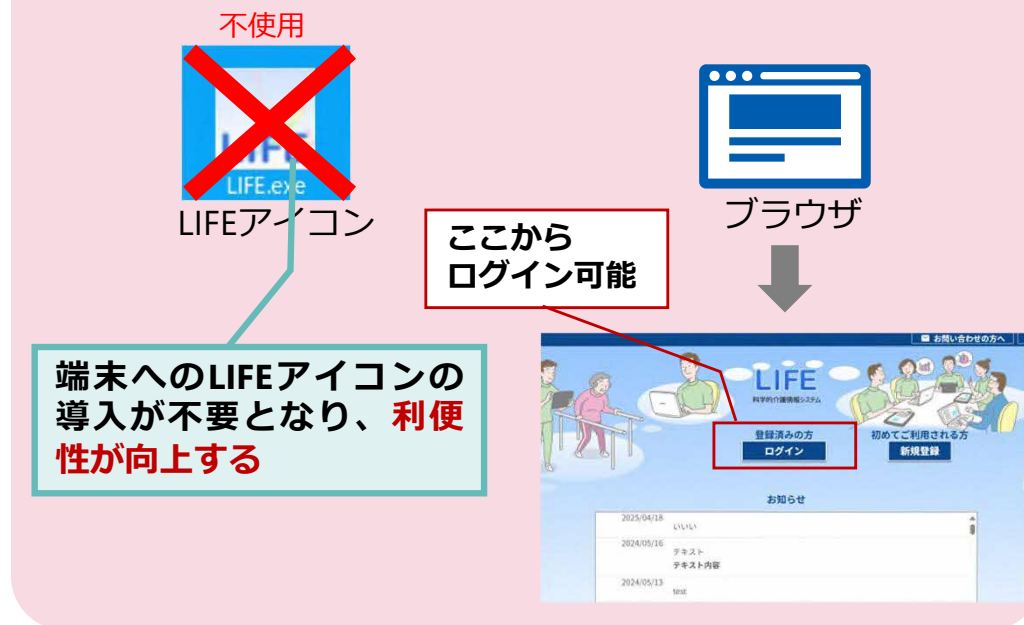 不使用
LIFE
LIFE.exe
LIFEアイコン
ブラウザ
ここから
ログイン可能
端末へのLIFEアイコンの
導入が不要となり、利便
性が向上する
お問い合わせの方へ
LIFE
科学的介護情報システム
登録済みの方
ログイン
初めてご利用される方
新規登録
お知らせ
2025/04/18
いいい
2024/05/16
テキスト
テキスト内容
2024/05/13
test